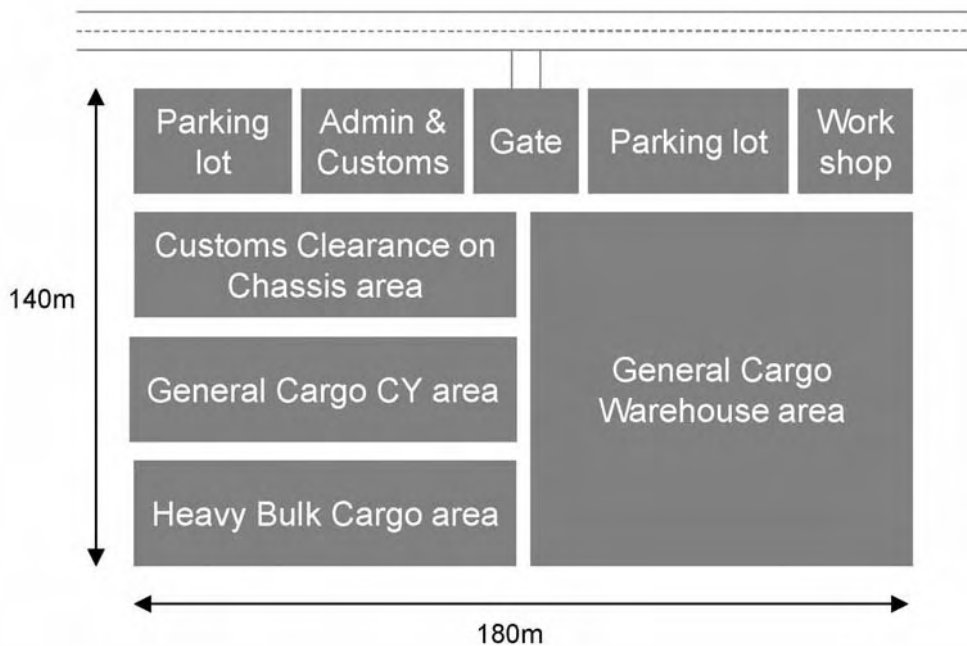 Parking
lot
Admin &
Customs
Gate
Parking lot
Work
shop
Customs Clearance on
Chassis area
140m
General Cargo CY area
General Cargo
Warehouse area
Heavy Bulk Cargo area
180m